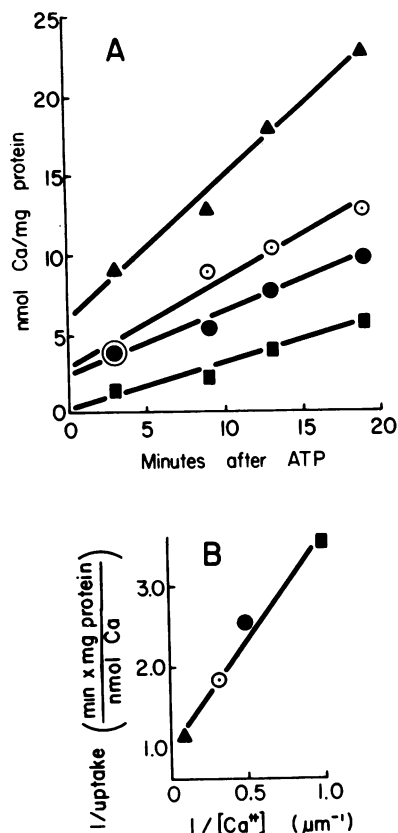 A
25
20
15
10
5
0
nmol Ca/mg protein
0 5 10 15 20
Minutes after ATP
B
3.0
2.0
1.0
1/uptake (min x mg protein / nmol Ca)
0 0.5 1.0
1/[Ca*] (μm⁻¹)